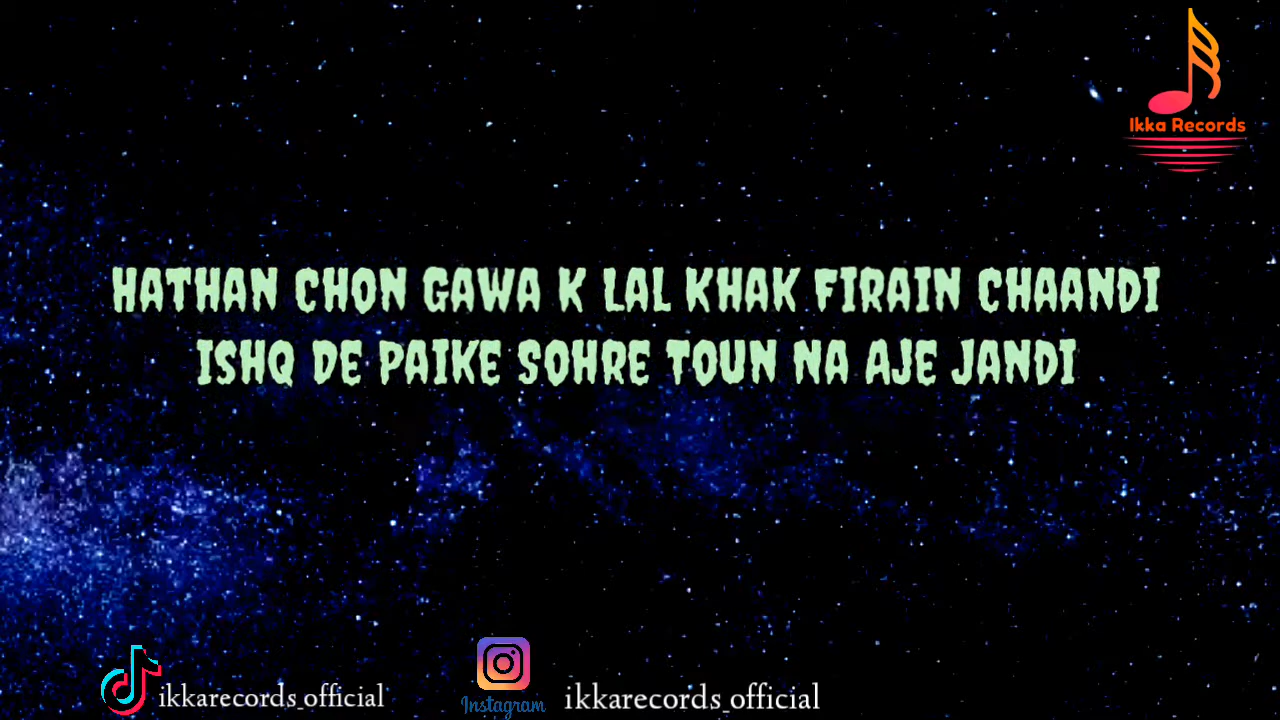 Ikka Records
HATHAN CHON GAWA K LAL KHAK FIRAIN CHAANDI
ISHQ DE PAIKE SOHRE TOUN NA AJE JANDI
ikkarecords_official
Instagram
ikkarecords_official